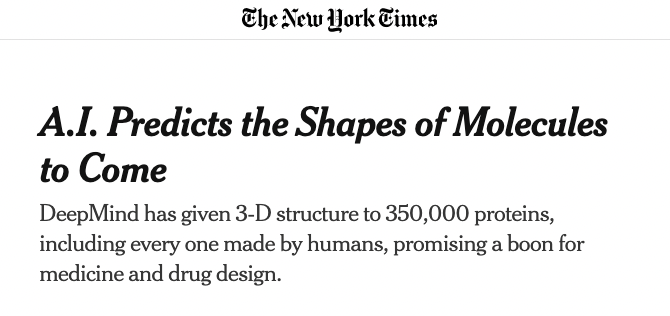 The New York Times
A.I. Predicts the Shapes of Molecules
to Come
DeepMind has given 3-D structure to 350,000 proteins,
including every one made by humans, promising a boon for
medicine and drug design.